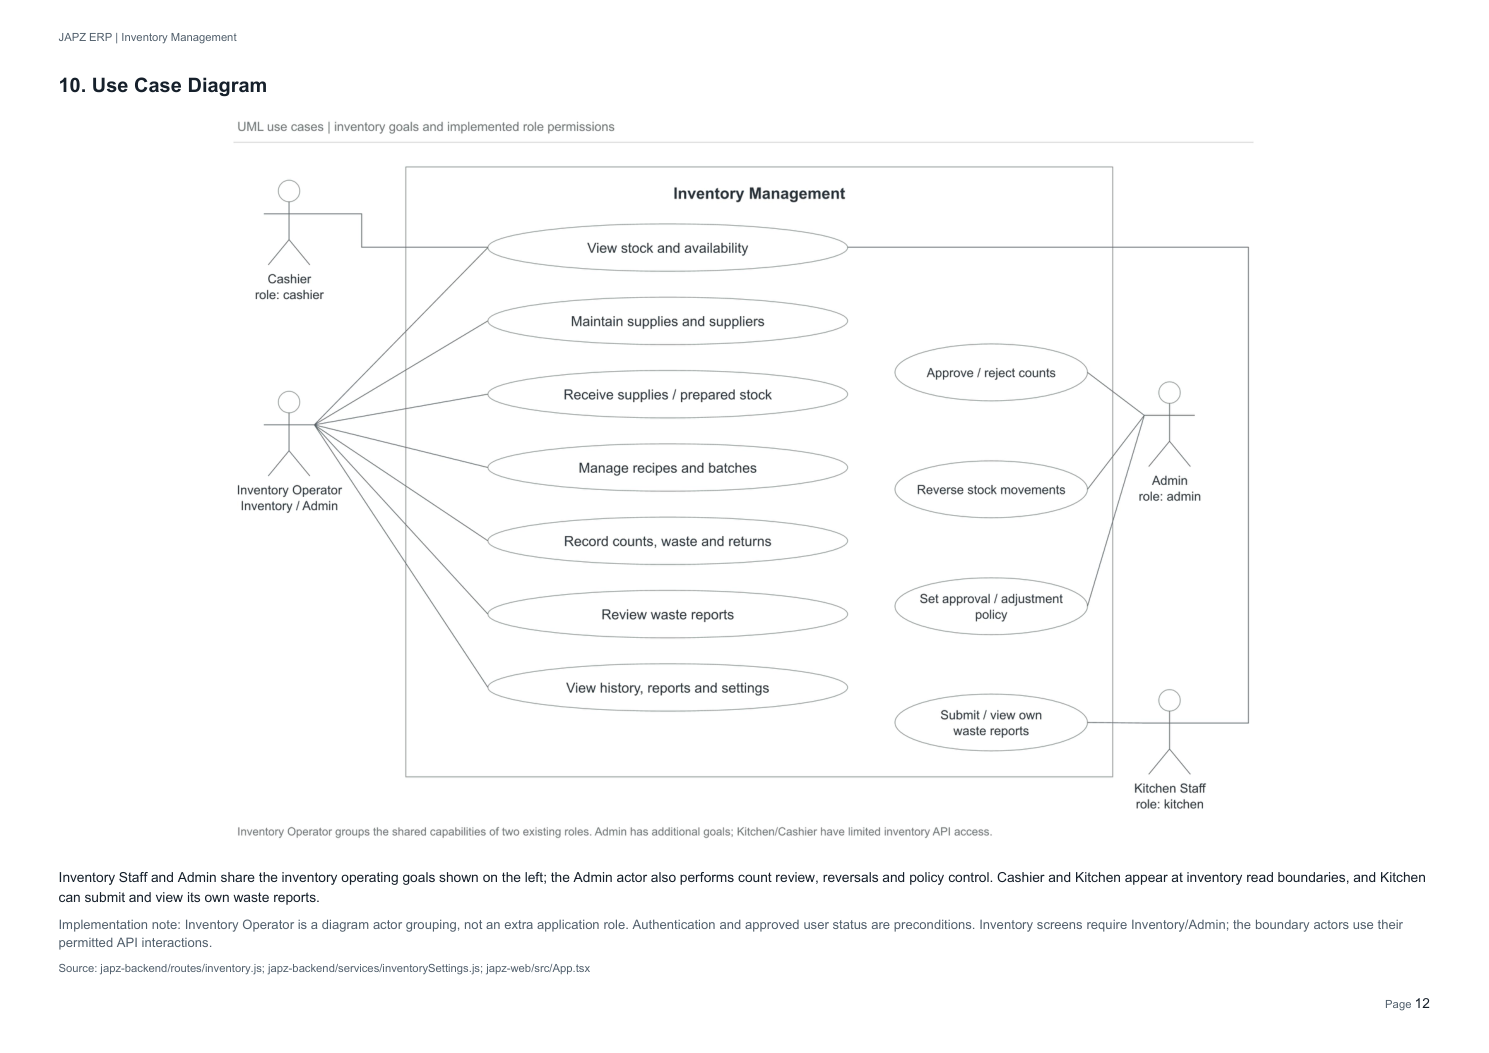 JAPZ ERP | Inventory Management
10. Use Case Diagram
UML use cases | inventory goals and implemented role permissions
Inventory Management
Cashier
role: cashier
View stock and availability
Maintain supplies and suppliers
Receive supplies / prepared stock
Manage recipes and batches
Record counts, waste and returns
Review waste reports
View history, reports and settings
Inventory Operator
Inventory / Admin
Approve / reject counts
Reverse stock movements
Set approval / adjustment
policy
Submit / view own
waste reports
Admin
role: admin
Kitchen Staff
role: kitchen
Inventory Operator groups the shared capabilities of two existing roles. Admin has additional goals; Kitchen/Cashier have limited inventory API access.
Inventory Staff and Admin share the inventory operating goals shown on the left; the Admin actor also performs count review, reversals and policy control. Cashier and Kitchen appear at inventory read boundaries, and Kitchen
can submit and view its own waste reports.
Implementation note: Inventory Operator is a diagram actor grouping, not an extra application role. Authentication and approved user status are preconditions. Inventory screens require Inventory/Admin; the boundary actors use their
permitted API interactions.
Source: japz-backend/routes/inventory.js; japz-backend/services/inventorySettings.js; japz-web/src/App.tsx
Page 12